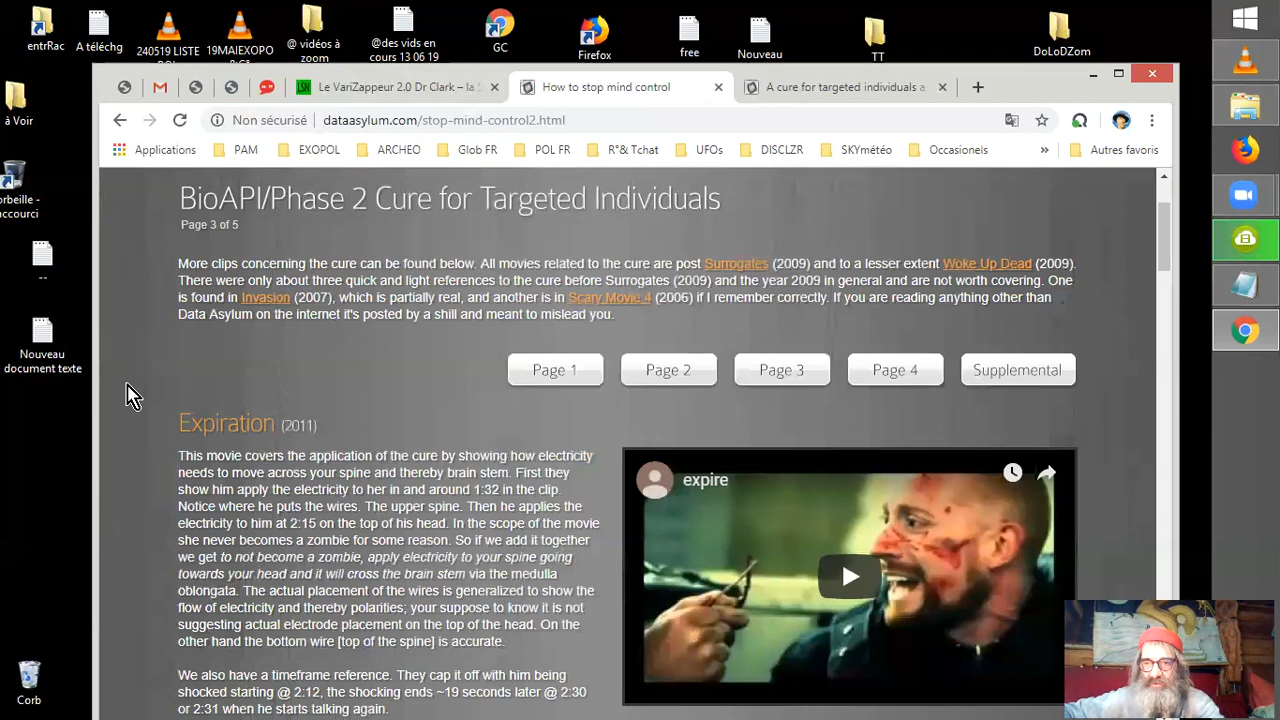 entrRac
A téléchg
240519 LISTE
19MAIEXOPO
@ vidéos à
zoom
@des vids en
cours 13 06 19
GC
Firefox
free
Nouveau
TT
DoLoDZom
à Voir
orbeille -
accourci
--
Nouveau
document texte
Corb
Le VariZappeur 2.0 Dr Clark – la
How to stop mind control
A cure for targeted individuals a
Non sécurisé
dataasylum.com/stop-mind-control2.html
Applications
PAM
EXOPOL
ARCHEO
Glob FR
POL FR
R°& Tchat
UFOs
DISCLZR
SKYmétéo
Occasionels
»
Autres favoris
BioAPI/Phase 2 Cure for Targeted Individuals
Page 3 of 5
More clips concerning the cure can be found below. All movies related to the cure are post Surrogates (2009) and to a lesser extent Woke Up Dead (2009).
There were only about three quick and light references to the cure before Surrogates (2009) and the year 2009 in general and are not worth covering. One
is found in Invasion (2007), which is partially real, and another is in Scary Movie 4 (2006) if I remember correctly. If you are reading anything other than
Data Asylum on the internet it's posted by a shill and meant to mislead you.
Page 1
Page 2
Page 3
Page 4
Supplemental
Expiration (2011)
This movie covers the application of the cure by showing how electricity
needs to move across your spine and thereby brain stem. First they
show him apply the electricity to her in and around 1:32 in the clip.
Notice where he puts the wires. The upper spine. Then he applies the
electricity to him at 2:15 on the top of his head. In the scope of the movie
she never becomes a zombie for some reason. So if we add it together
we get to not become a zombie, apply electricity to your spine going
towards your head and it will cross the brain stem via the medulla
oblongata. The actual placement of the wires is generalized to show the
flow of electricity and thereby polarities; your suppose to know it is not
suggesting actual electrode placement on the top of the head. On the
other hand the bottom wire [top of the spine] is accurate.
We also have a timeframe reference. They cap it off with him being
shocked starting @ 2:12, the shocking ends ~19 seconds later @ 2:30
or 2:31 when he starts talking again.
expire